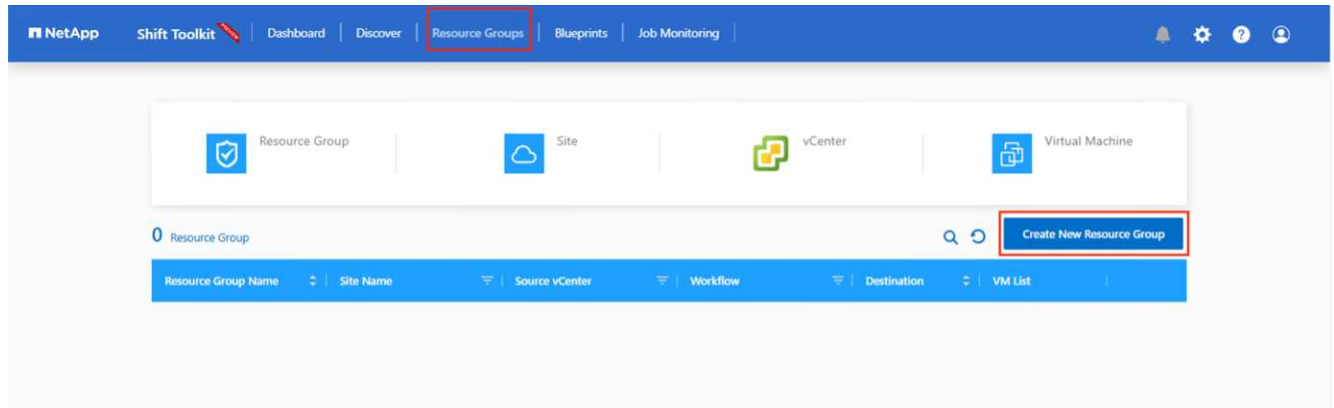 NetApp Shift Toolkit Dashboard Discover Resource Groups Blueprints Job Monitoring
Resource Group Site vCenter Virtual Machine
0 Resource Group Create New Resource Group
Resource Group Name Site Name Source vCenter Workflow Destination VM List